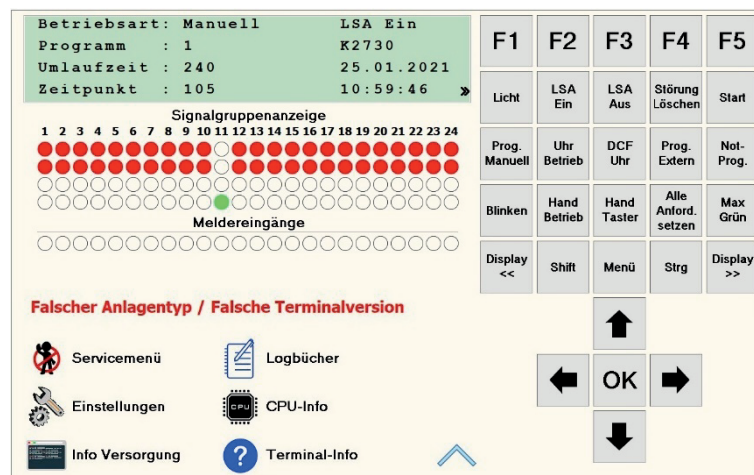 Betriebsart: Manuell LSA Ein
Programm : 1 K2730
Umlaufzeit : 240 25.01.2021
Zeitpunkt : 105 10:59:46 »
Signalgruppenanzeige
1 2 3 4 5 6 7 8 9 10 11 12 13 14 15 16 17 18 19 20 21 22 23 24
Meldereingänge
Falscher Anlagentyp / Falsche Terminalversion
Servicemenü
Logbücher
Einstellungen
CPU
CPU-Info
Info Versorgung
?
Terminal-Info
F1 F2 F3 F4 F5
Licht
LSA
Ein
LSA
Aus
Störung
Löschen
Start
Prog.
Manuell
Uhr
Betrieb
DCF
Uhr
Prog.
Extern
Not-
Prog.
Blinken
Hand
Betrieb
Hand
Taster
Alle
Anford.
setzen
Max
Grün
Display
<<
Shift
Menü
Strg
Display
>>
OK